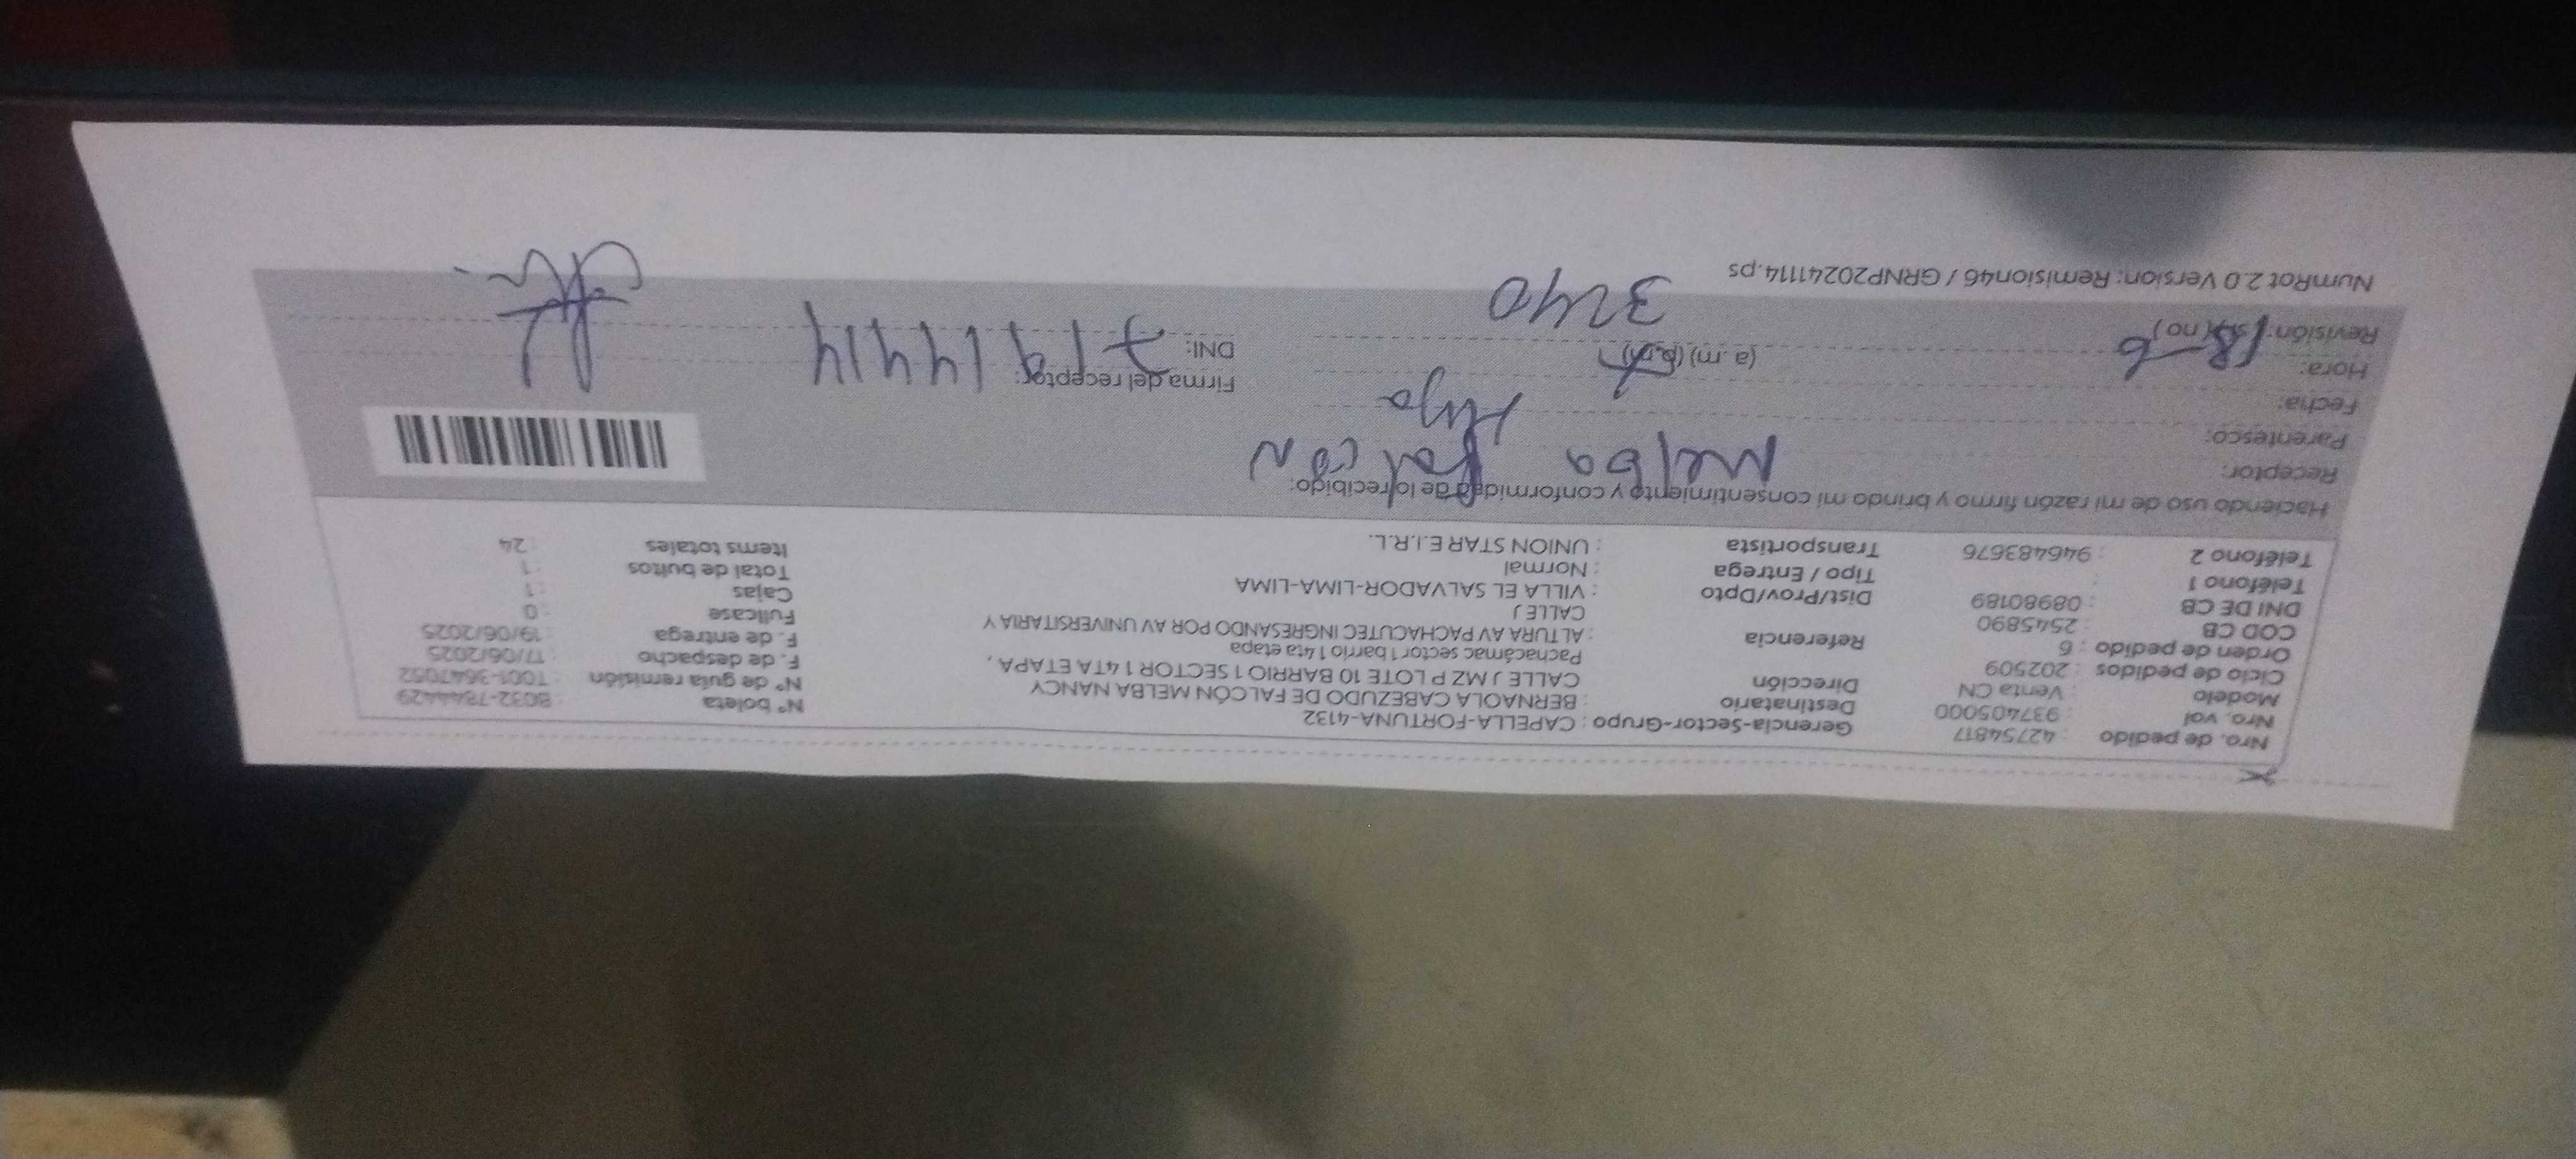 Nro. de pedido : 42754817 Gerencia-Sector-Grupo : CAPELLA-FORTUNA-4132 Nº boleta : B032-7844429
Nro. vol : 937405000 Destinatario : BERNAOLA CABEZUDO DE FALCÓN MELBA NANCY Nº de guía remisión : T001-3647052
Modelo : Venta CN Dirección CALLE J MZ P LOTE 10 BARRIO 1 SECTOR 1 4TA ETAPA , F. de despacho : 17/06/2025
Ciclo de pedidos : 202509 Pachacámac sector 1 barrio 1 4ta etapa F. de entrega : 19/06/2025
Orden de pedido : 6 Referencia : ALTURA AV PACHACUTEC INGRESANDO POR AV UNIVERSITARIA Y Fullcase : 0
COD CB : 2545890 CALLE J Cajas : 1
DNI DE CB : 08980189 Dist/Prov/Dpto : VILLA EL SALVADOR-LIMA-LIMA Total de bultos : 1
Teléfono 1 : Tipo / Entrega : Normal Items totales : 24
Teléfono 2 : 946483676 Transportista : UNION STAR E.I.R.L.
Haciendo uso de mi razón firmo y brindo mi consentimiento y conformidad de lo recibido:
Receptor: Melba falcon
Parentesco: Hija
Fecha: 18-6
Hora: (a.m) (p.m) 3:40
Revisión: (si) (no)
Firma del receptor:
DNI: 71914414
NumRot 2.0 Version: Remision46 / GRNP20241114.ps